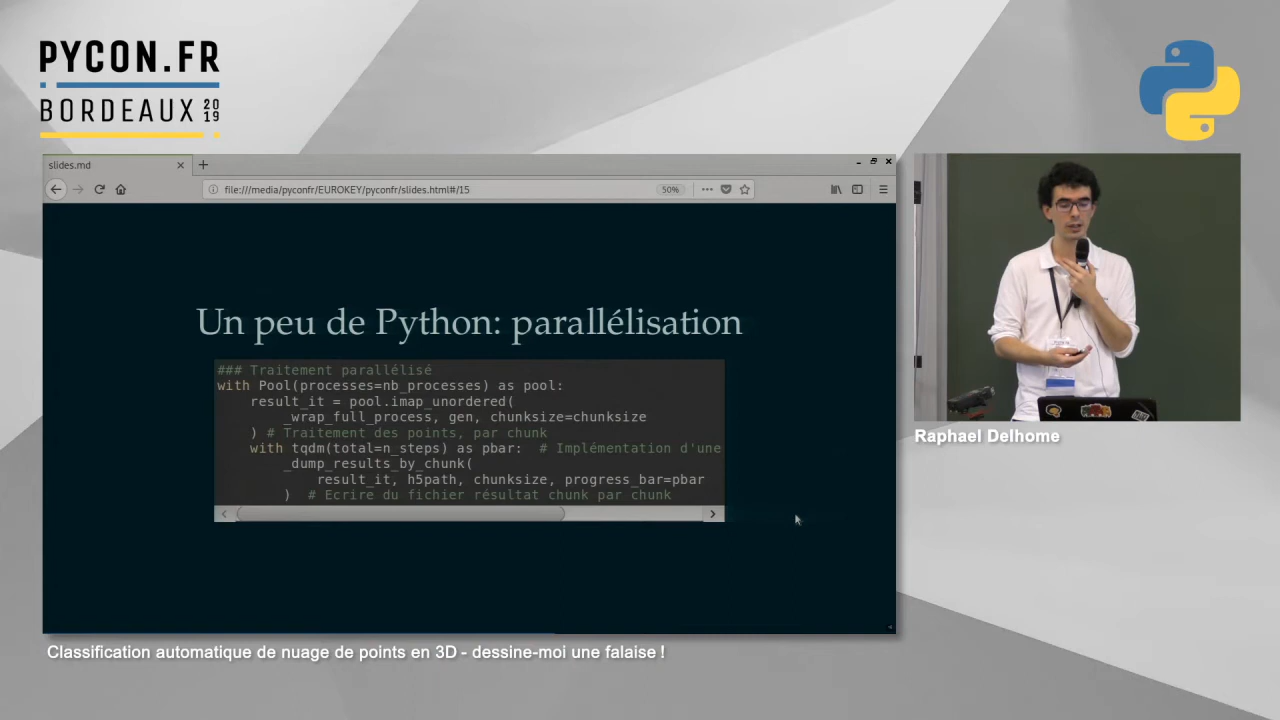 PYCON.FR
BORDEAUX 2019
slides.md
file:///media/pyconfr/EUROKEY/pyconfr/slides.html#/15
50%
Un peu de Python: parallélisation
### Traitement parallélisé
with Pool(processes=nb_processes) as pool:
    result_it = pool.imap_unordered(
        _wrap_full_process, gen, chunksize=chunksize
    ) # Traitement des points, par chunk
    with tqdm(total=n_steps) as pbar:  # Implémentation d'une
        _dump_results_by_chunk(
            result_it, h5path, chunksize, progress_bar=pbar
        )  # Ecrire du fichier résultat chunk par chunk
Raphael Delhome
Classification automatique de nuage de points en 3D - dessine-moi une falaise !